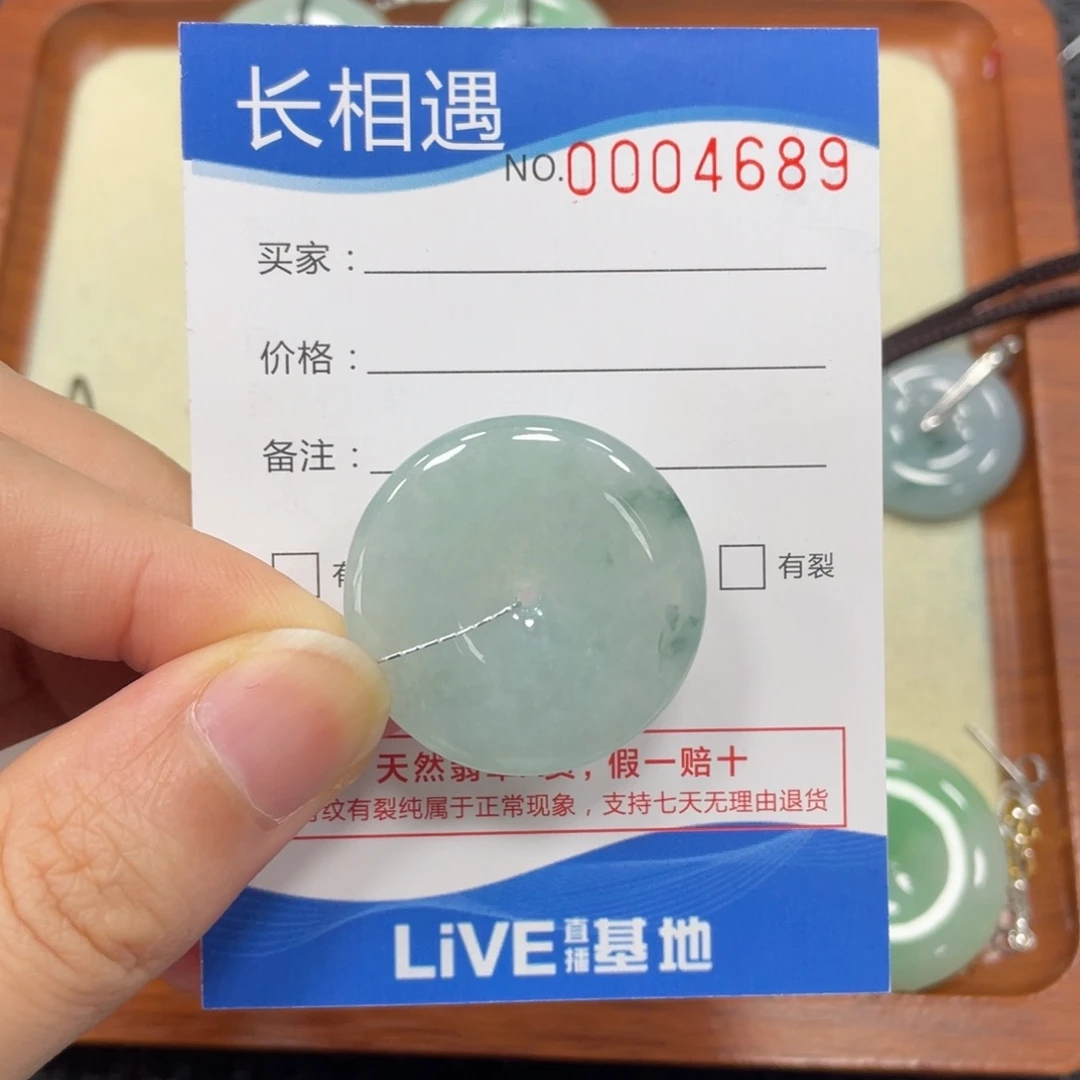 长相遇
NO.0004689
买家：
价格：
备注：
有裂
天然翡 货，假一赔十
纹有裂纯属于正常现象，支持七天无理由退货
LiVE直播基地